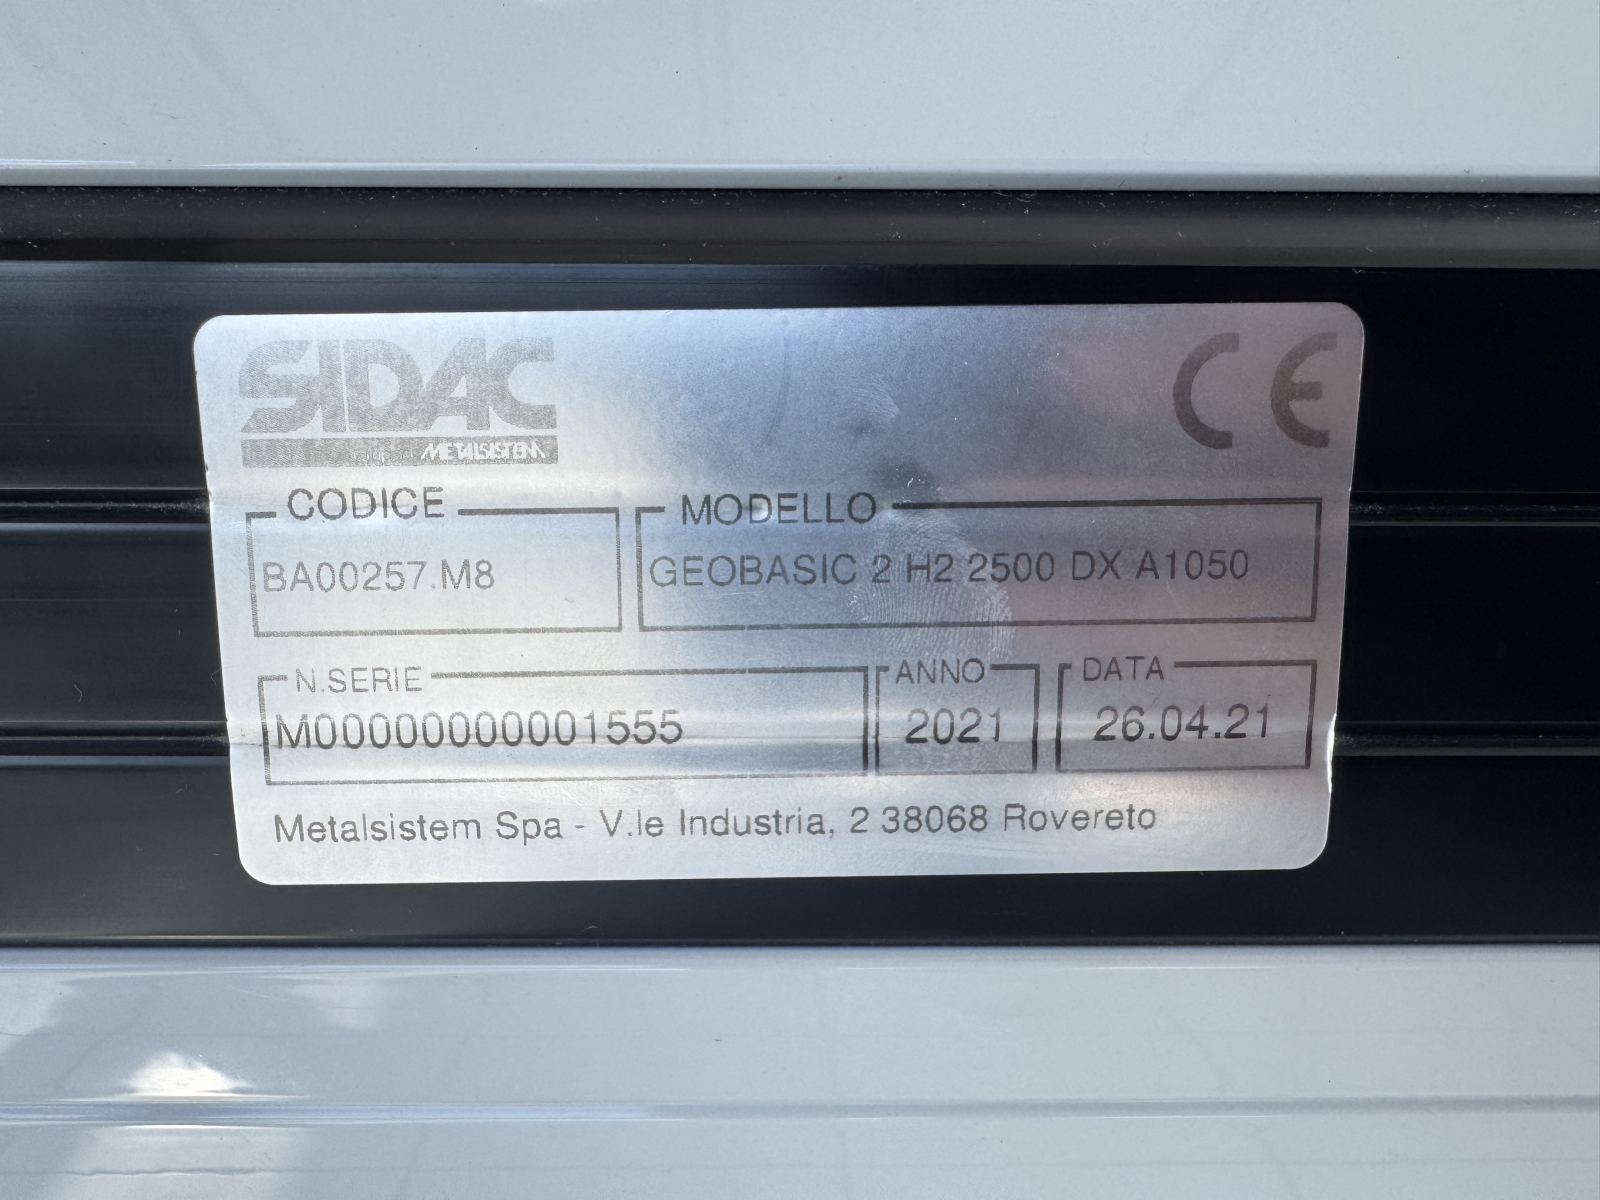 SIDAC
METALSISTEM
CE
CODICE
BA00257.M8
MODELLO
GEOBASIC 2 H2 2500 DX A1050
N.SERIE
M000000000001555
ANNO
2021
DATA
26.04.21
Metalsistem Spa - V.le Industria, 2 38068 Rovereto